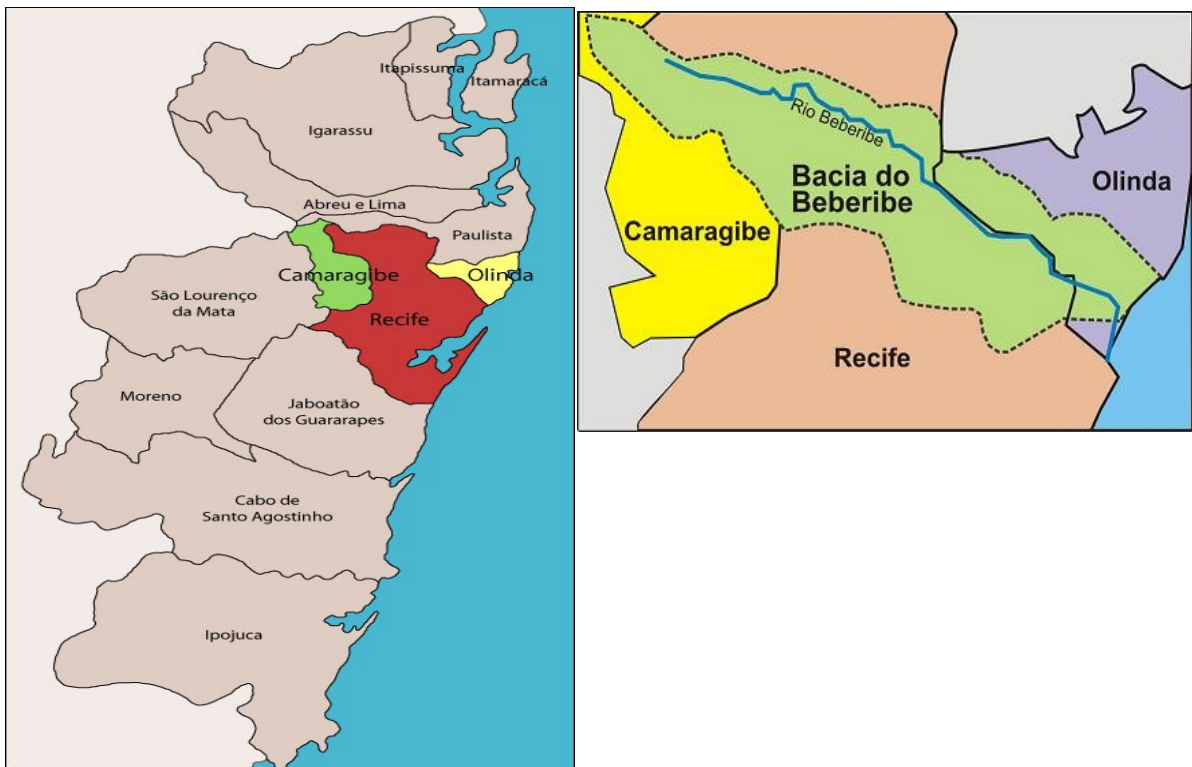 Itapissuma
Itamaracá
Igarassu
Abreu e Lima
Paulista
Camaragibe
Olinda
São Lourenço
da Mata
Recife
Moreno
Jaboatão
dos Guararapes
Cabo de
Santo Agostinho
Ipojuca
Rio Beberibe
Bacia do
Beberibe
Olinda
Camaragibe
Recife